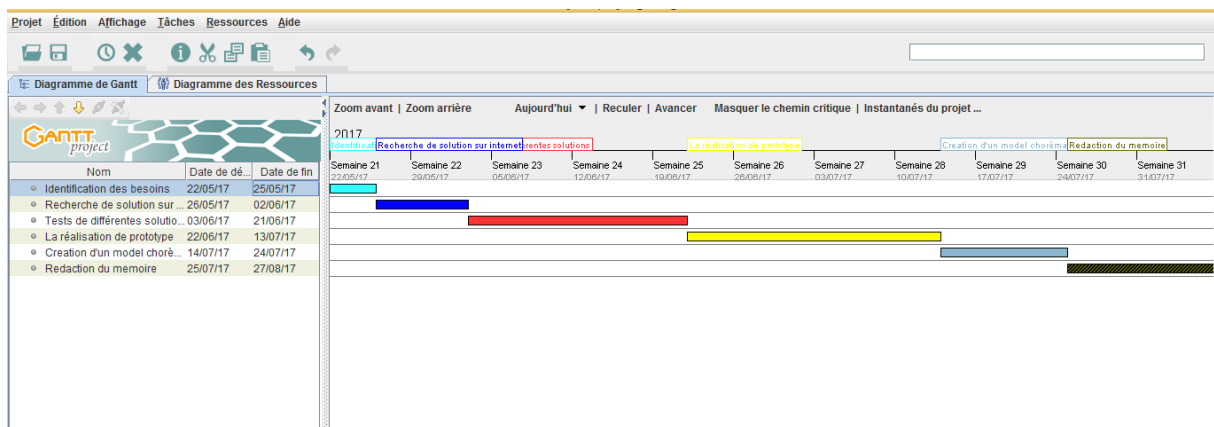 Projet Édition Affichage Tâches Ressources Aide
Diagramme de Gantt Diagramme des Ressources
Zoom avant | Zoom arrière Aujourd'hui | Reculer | Avancer Masquer le chemin critique | Instantanés du projet ...
GANTT project
2017
Identificati Recherche de solution sur internet rentes solutions La réalisation de prototype Creation d'un model chorèma Redaction du memoire
Semaine 21 Semaine 22 Semaine 23 Semaine 24 Semaine 25 Semaine 26 Semaine 27 Semaine 28 Semaine 29 Semaine 30 Semaine 31
22/05/17 29/05/17 05/06/17 12/06/17 19/06/17 26/06/17 03/07/17 10/07/17 17/07/17 24/07/17 31/07/17
Nom Date de dé... Date de fin
Identification des besoins 22/05/17 25/05/17
Recherche de solution sur ... 26/05/17 02/06/17
Tests de différentes solutio... 03/06/17 21/06/17
La réalisation de prototype 22/06/17 13/07/17
Creation d'un model chorè... 14/07/17 24/07/17
Redaction du memoire 25/07/17 27/08/17